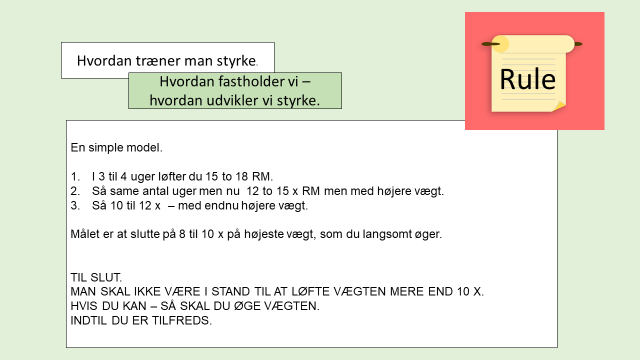 Hvordan træner man styrke.
Hvordan fastholder vi –
hvordan udvikler vi styrke.
Rule
En simple model.
1. I 3 til 4 uger løfter du 15 to 18 RM.
2. Så same antal uger men nu 12 to 15 x RM men med højere vægt.
3. Så 10 til 12 x – med endnu højere vægt.
Målet er at slutte på 8 til 10 x på højeste vægt, som du langsomt øger.
TIL SLUT.
MAN SKAL IKKE VÆRE I STAND TIL AT LØFTE VÆGTEN MERE END 10 X.
HVIS DU KAN – SÅ SKAL DU ØGE VÆGTEN.
INDTIL DU ER TILFREDS.